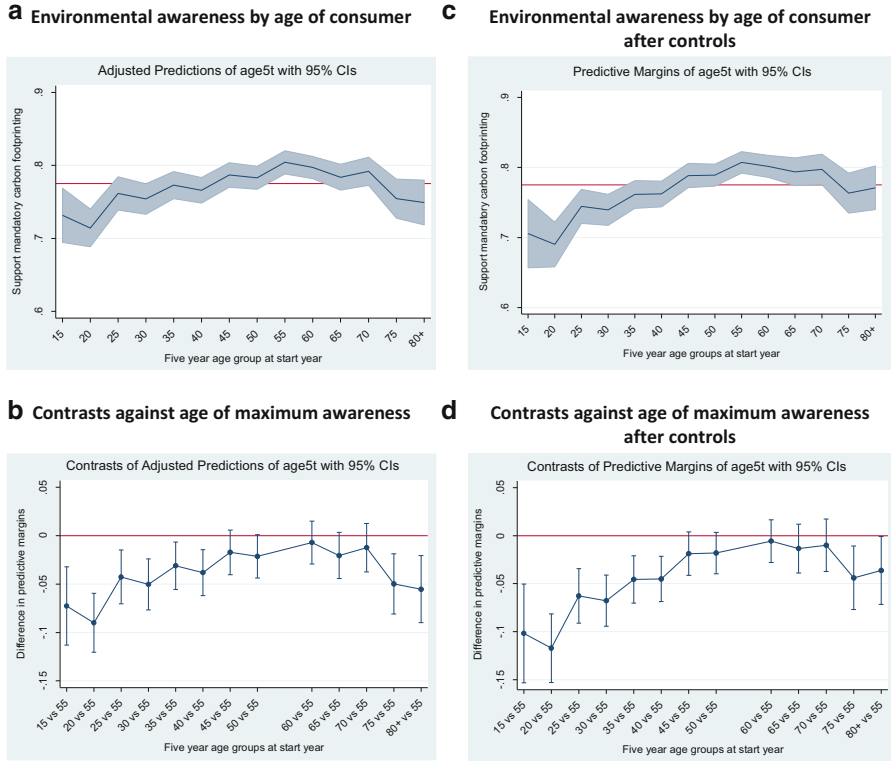 a Environmental awareness by age of consumer
Adjusted Predictions of age5t with 95% CIs
Support mandatory carbon footprinting
.9
.8
.7
.6
15 20 25 30 35 40 45 50 55 60 65 70 75 80+
Five year age groups at start year
c Environmental awareness by age of consumer
after controls
Predictive Margins of age5t with 95% CIs
Support mandatory carbon footprinting
.9
.8
.7
.6
15 20 25 30 35 40 45 50 55 60 65 70 75 80+
Five year age groups at start year
b Contrasts against age of maximum awareness
Contrasts of Adjusted Predictions of age5t with 95% CIs
Difference in predictive margins
.05
0
-.05
-.1
-.15
15 vs 55 20 vs 55 25 vs 55 30 vs 55 35 vs 55 40 vs 55 45 vs 55 50 vs 55 60 vs 55 65 vs 55 70 vs 55 75 vs 55 80+ vs 55
Five year age groups at start year
d Contrasts against age of maximum awareness
after controls
Contrasts of Predictive Margins of age5t with 95% CIs
Difference in predictive margins
.05
0
-.05
-.1
-.15
15 vs 55 20 vs 55 25 vs 55 30 vs 55 35 vs 55 40 vs 55 45 vs 55 50 vs 55 60 vs 55 65 vs 55 70 vs 55 75 vs 55 80+ vs 55
Five year age groups at start year